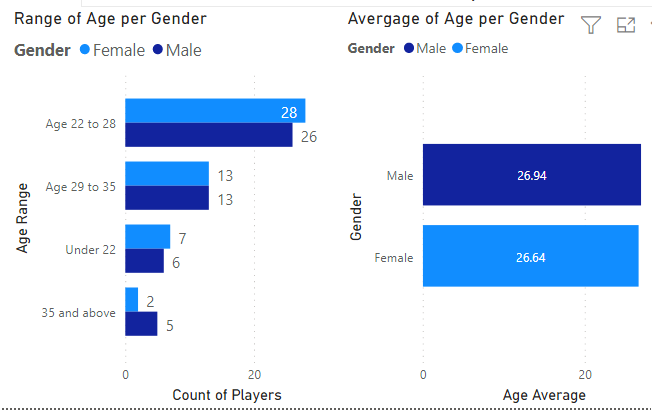 Range of Age per Gender
Gender Female Male
Age Range
Age 22 to 28
28
26
Age 29 to 35
13
13
Under 22
7
6
35 and above
2
5
0 20
Count of Players
Avergage of Age per Gender
Gender Male Female
Gender
Male 26.94
Female 26.64
0 20
Age Average